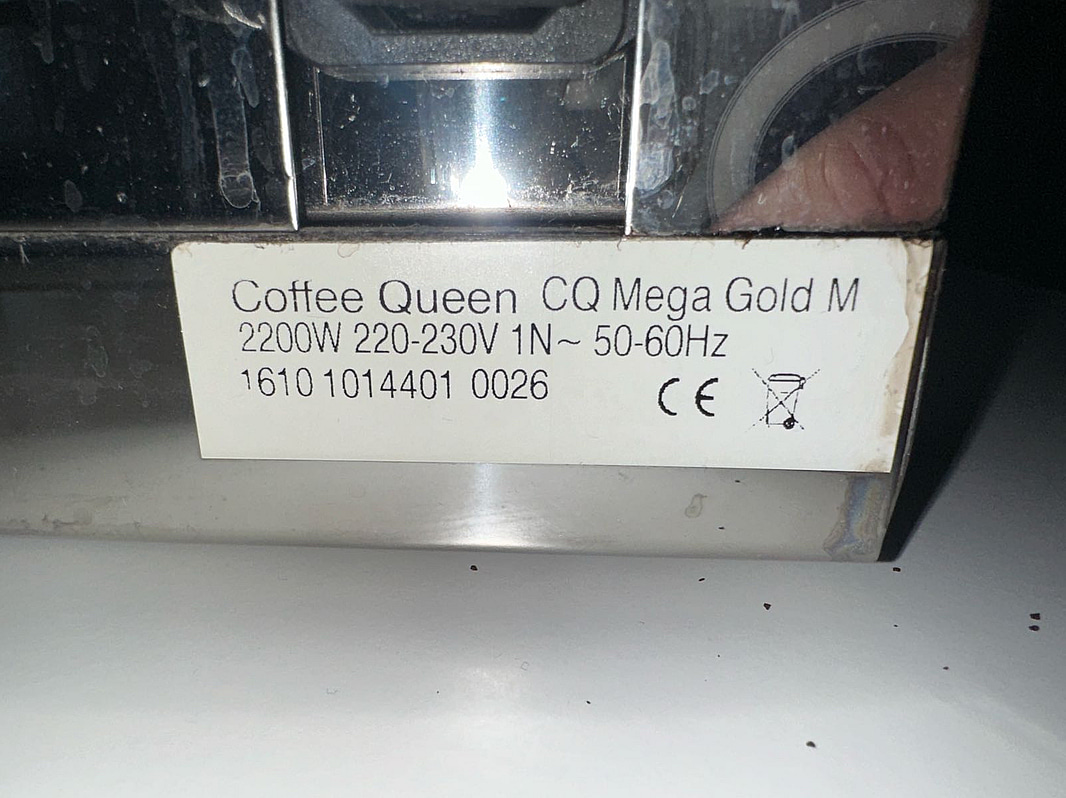 Coffee Queen CQ Mega Gold M
2200W 220-230V 1N~ 50-60Hz
1610 1014401 0026
CE